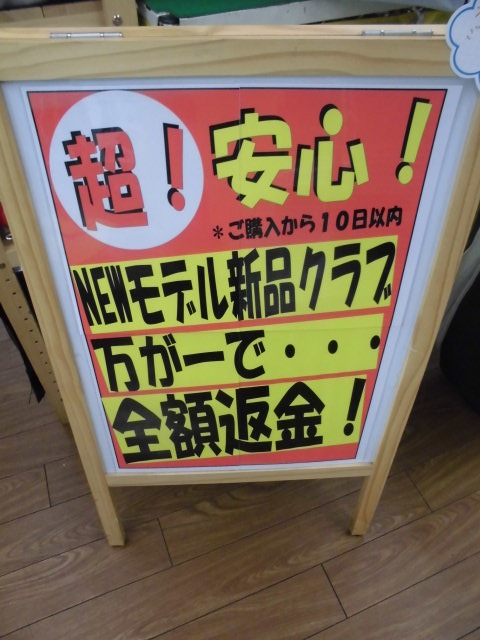 超！安心！
＊ご購入から１０日以内
NEWモデル新品クラブ
万が一で・・・
全額返金！